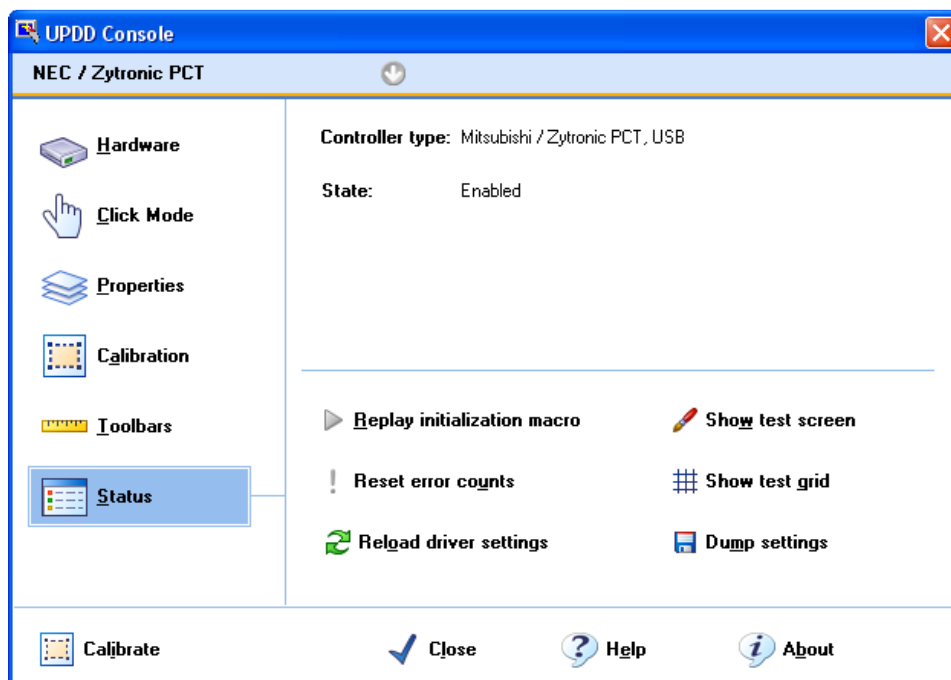 UPDD Console
NEC / Zytronic PCT
Hardware
Click Mode
Properties
Calibration
Toolbars
Status
Controller type: Mitsubishi / Zytronic PCT, USB
State: Enabled
Replay initialization macro
Show test screen
Reset error counts
Show test grid
Reload driver settings
Dump settings
Calibrate
Close
Help
About